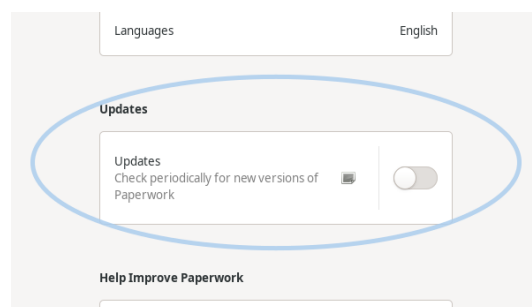 Languages English
Updates
Updates
Check periodically for new versions of
Paperwork
Help Improve Paperwork